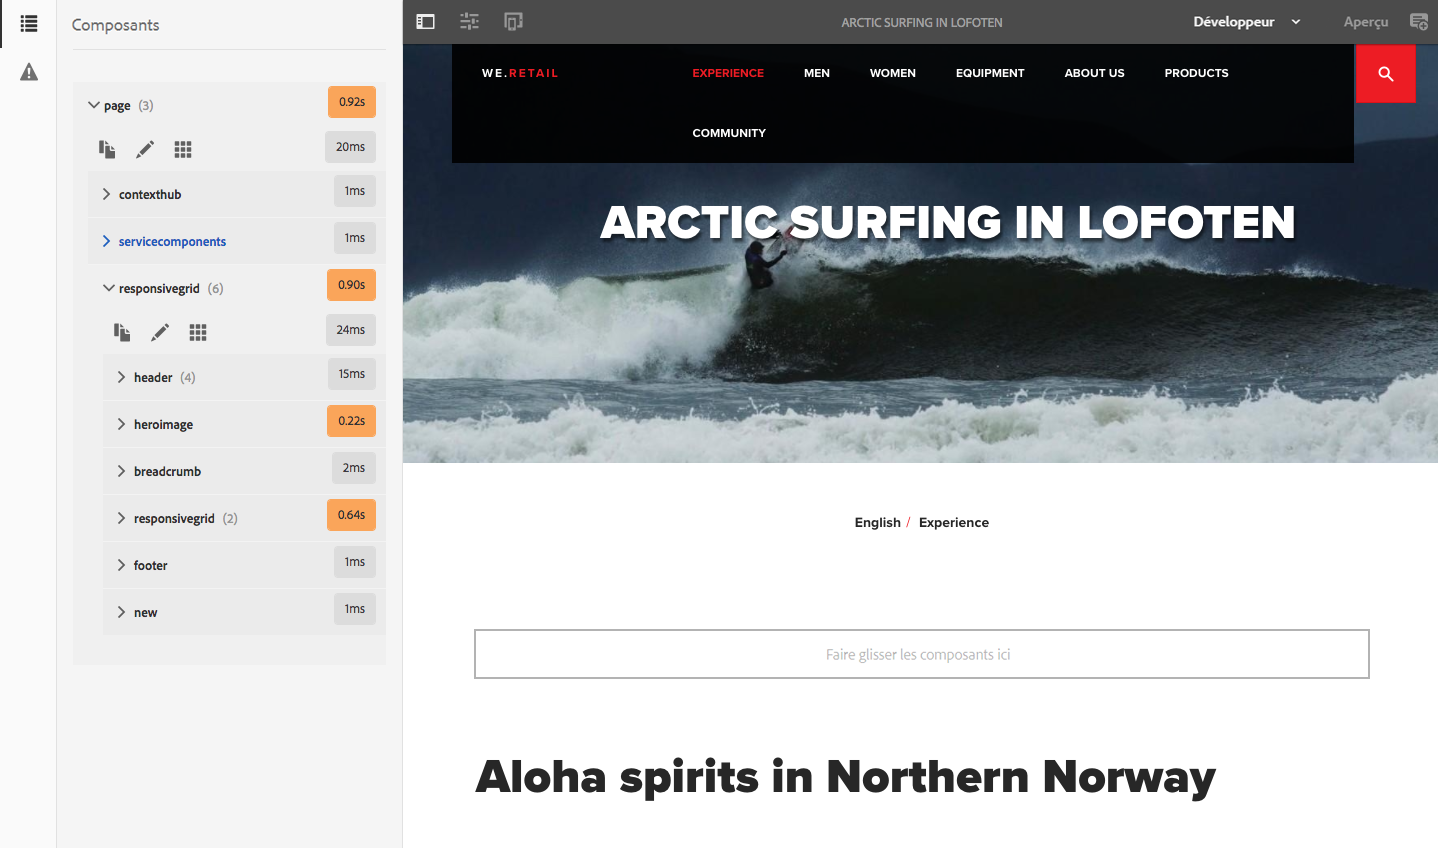 Composants
page (3) 0.92s
20ms
contexthub 1ms
servicecomponents 1ms
responsivegrid (6) 0.90s
24ms
header (4) 15ms
heroimage 0.22s
breadcrumb 2ms
responsivegrid (2) 0.64s
footer 1ms
new 1ms
ARCTIC SURFING IN LOFOTEN Développeur Aperçu
WE.RETAIL EXPERIENCE MEN WOMEN EQUIPMENT ABOUT US PRODUCTS
COMMUNITY
ARCTIC SURFING IN LOFOTEN
English / Experience
Faire glisser les composants ici
Aloha spirits in Northern Norway